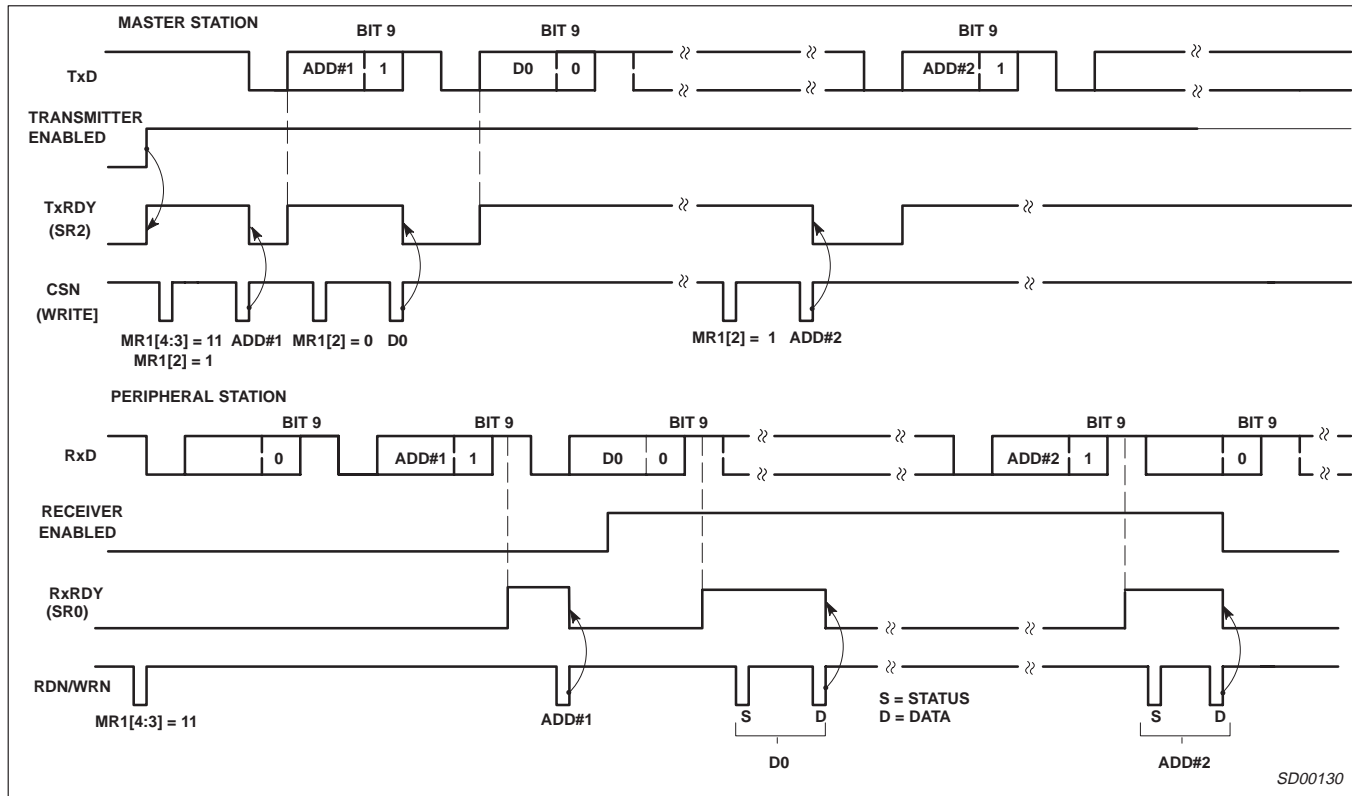 MASTER STATION
BIT 9 BIT 9 BIT 9
TxD ADD#1 1 D0 0 ADD#2 1
TRANSMITTER
ENABLED
TxRDY
(SR2)
CSN
(WRITE]
MR1[4:3] = 11 ADD#1 MR1[2] = 0 D0 MR1[2] = 1 ADD#2
MR1[2] = 1
PERIPHERAL STATION
BIT 9 BIT 9 BIT 9 BIT 9 BIT 9
RxD 0 ADD#1 1 D0 0 ADD#2 1 0
RECEIVER
ENABLED
RxRDY
(SR0)
RDN/WRN
MR1[4:3] = 11 ADD#1 S D S = STATUS S D
D = DATA
D0 ADD#2
SD00130